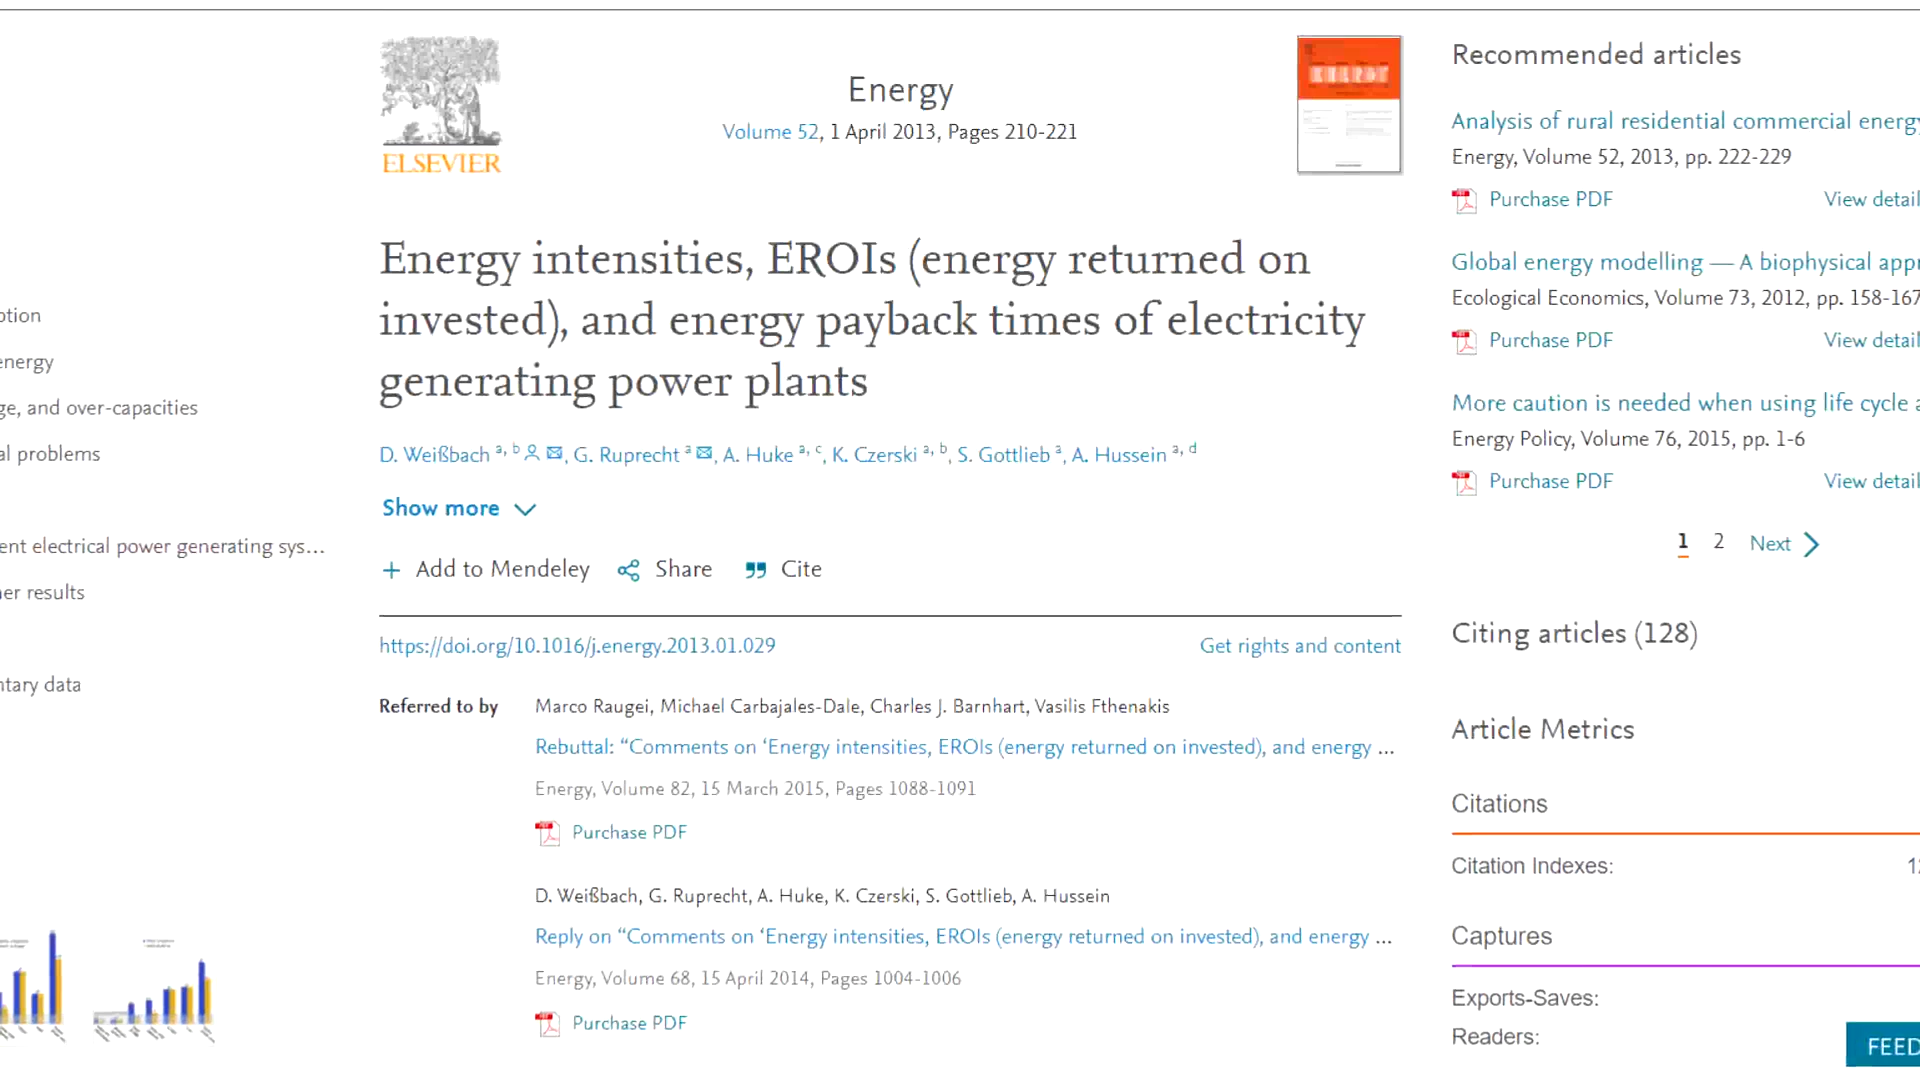 ption
energy
ge, and over-capacities
al problems
ent electrical power generating sys...
ner results
ntary data
ELSEVIER
Energy
Volume 52, 1 April 2013, Pages 210-221
ENERGY
Energy intensities, EROIs (energy returned on
invested), and energy payback times of electricity
generating power plants
D. Weißbach a, b, G. Ruprecht a, A. Huke a, c, K. Czerski a, b, S. Gottlieb a, A. Hussein a, d
Show more
+ Add to Mendeley Share Cite
https://doi.org/10.1016/j.energy.2013.01.029 Get rights and content
Referred to by Marco Raugei, Michael Carbajales-Dale, Charles J. Barnhart, Vasilis Fthenakis
Rebuttal: “Comments on ‘Energy intensities, EROIs (energy returned on invested), and energy ...
Energy, Volume 82, 15 March 2015, Pages 1088-1091
Purchase PDF
D. Weißbach, G. Ruprecht, A. Huke, K. Czerski, S. Gottlieb, A. Hussein
Reply on “Comments on ‘Energy intensities, EROIs (energy returned on invested), and energy ...
Energy, Volume 68, 15 April 2014, Pages 1004-1006
Purchase PDF
Recommended articles
Analysis of rural residential commercial energy
Energy, Volume 52, 2013, pp. 222-229
Purchase PDF View detail
Global energy modelling — A biophysical appr
Ecological Economics, Volume 73, 2012, pp. 158-167
Purchase PDF View detail
More caution is needed when using life cycle a
Energy Policy, Volume 76, 2015, pp. 1-6
Purchase PDF View detail
1 2 Next
Citing articles (128)
Article Metrics
Citations
Citation Indexes: 12
Captures
Exports-Saves:
Readers:
FEED